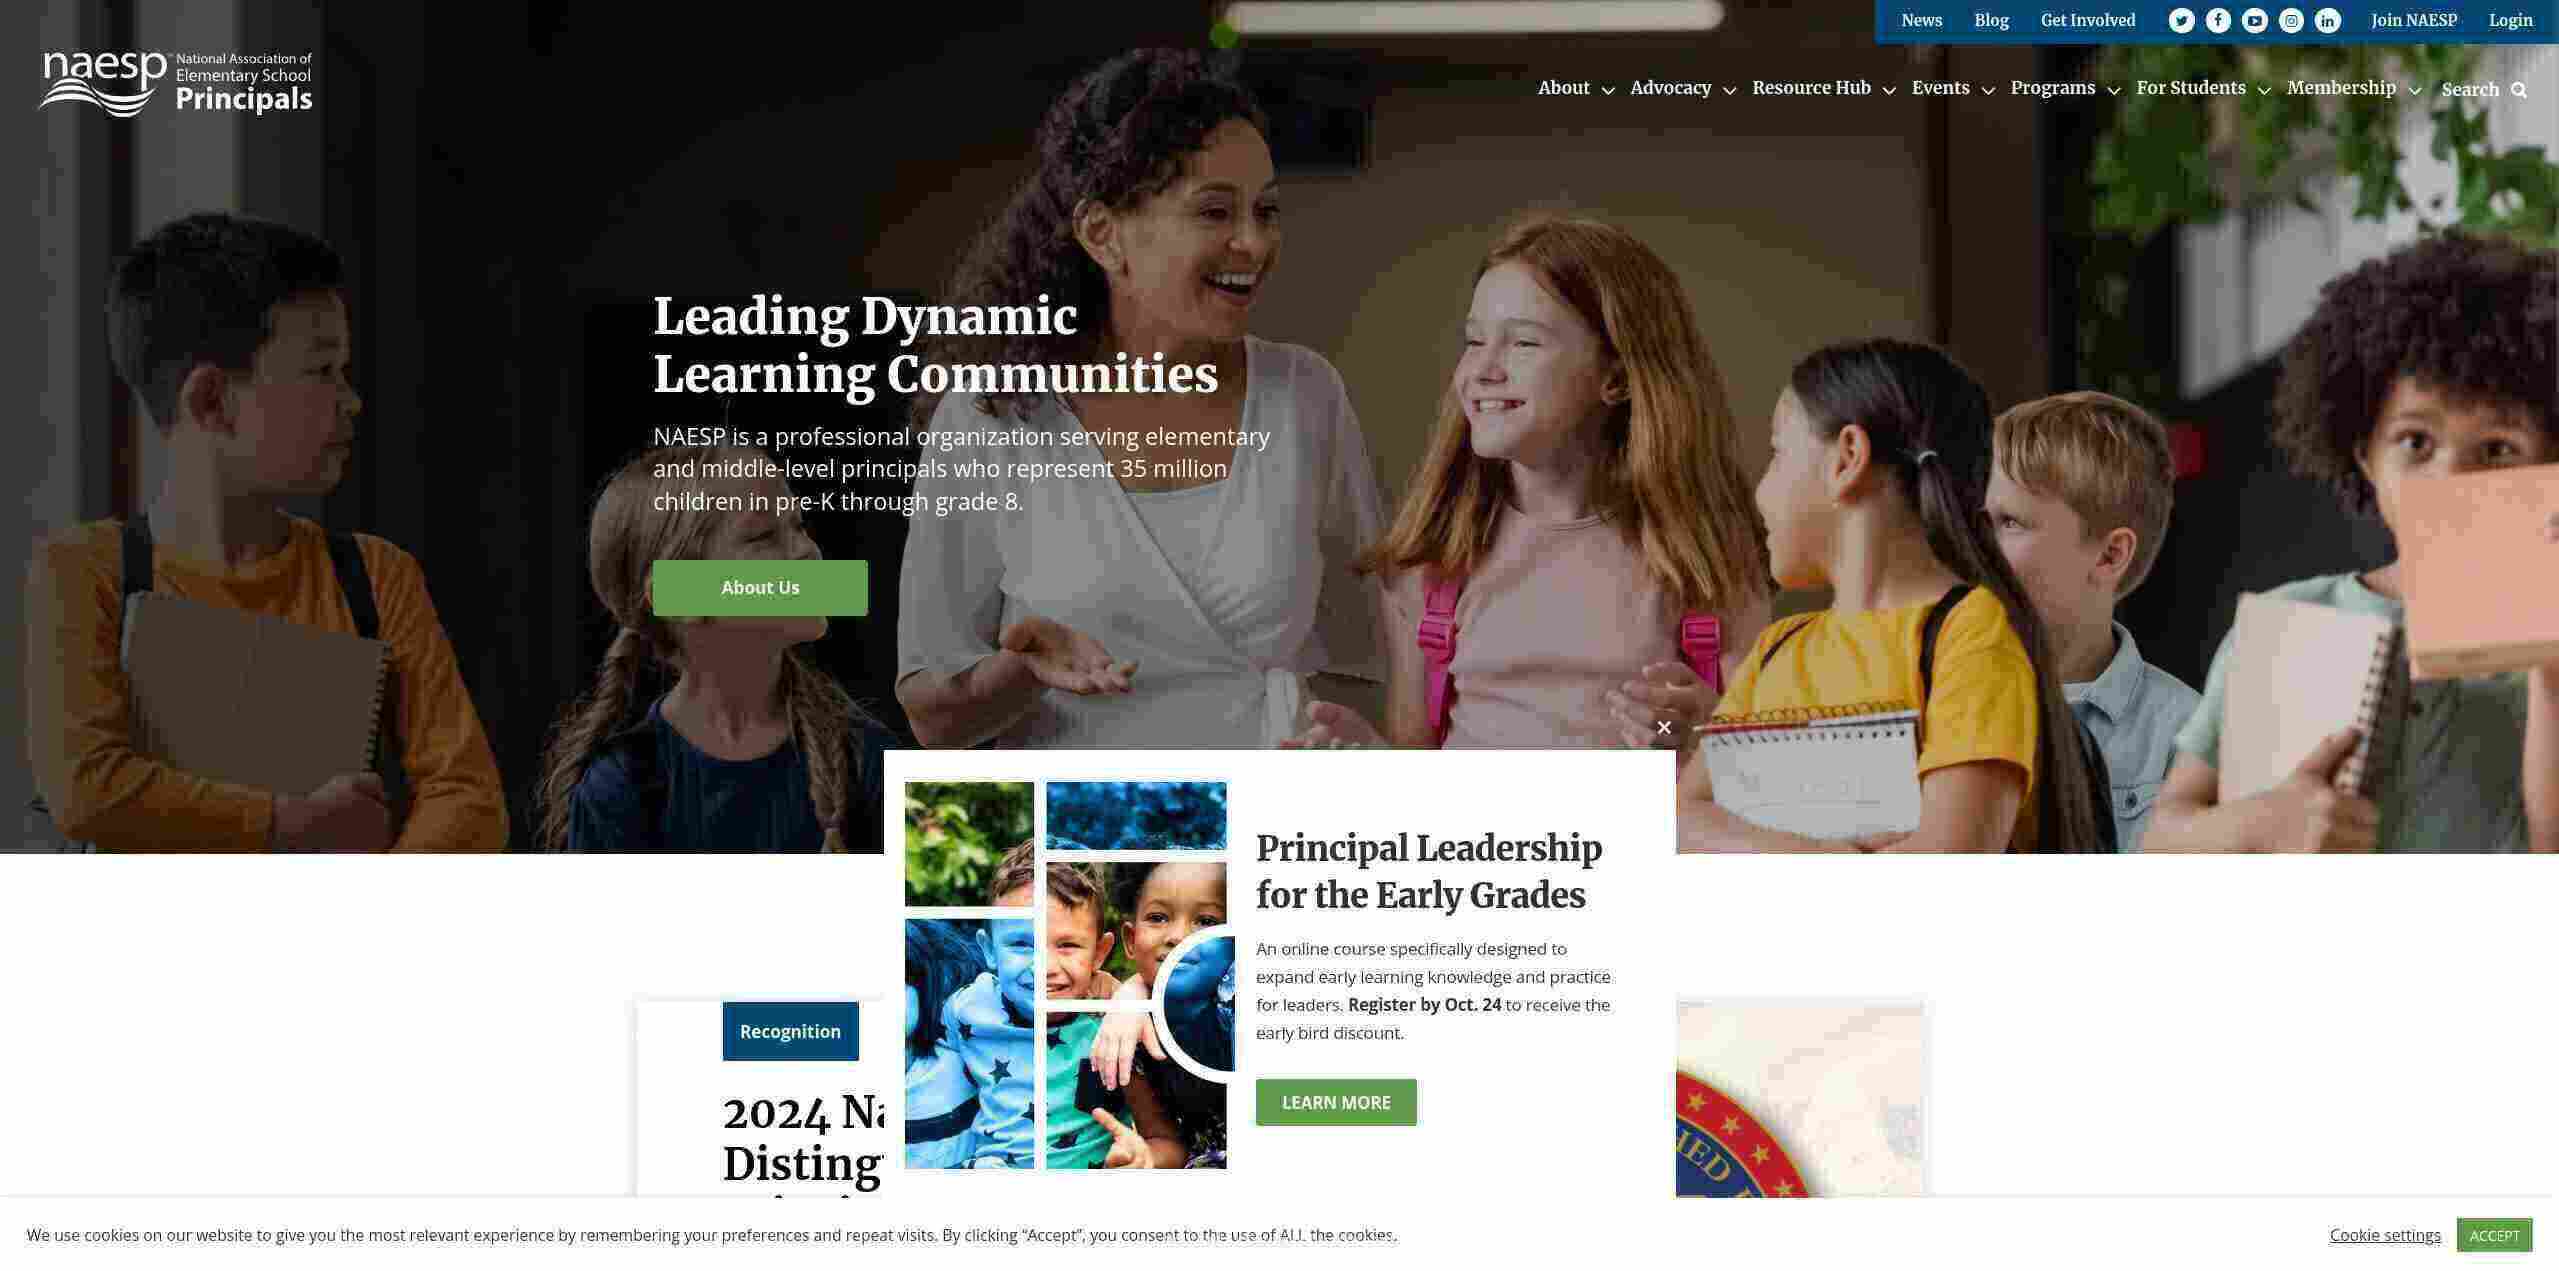 News Blog Get Involved Join NAESP Login
naesp National Association of
Elementary School
Principals
About Advocacy Resource Hub Events Programs For Students Membership Search
Leading Dynamic
Learning Communities
NAESP is a professional organization serving elementary
and middle-level principals who represent 35 million
children in pre-K through grade 8.
About Us
Principal Leadership
for the Early Grades
An online course specifically designed to
expand early learning knowledge and practice
for leaders. Register by Oct. 24 to receive the
early bird discount.
LEARN MORE
Recognition
2024
We use cookies on our website to give you the most relevant experience by remembering your preferences and repeat visits. By clicking “Accept”, you consent to the use of ALL the cookies.
Cookie settings ACCEPT